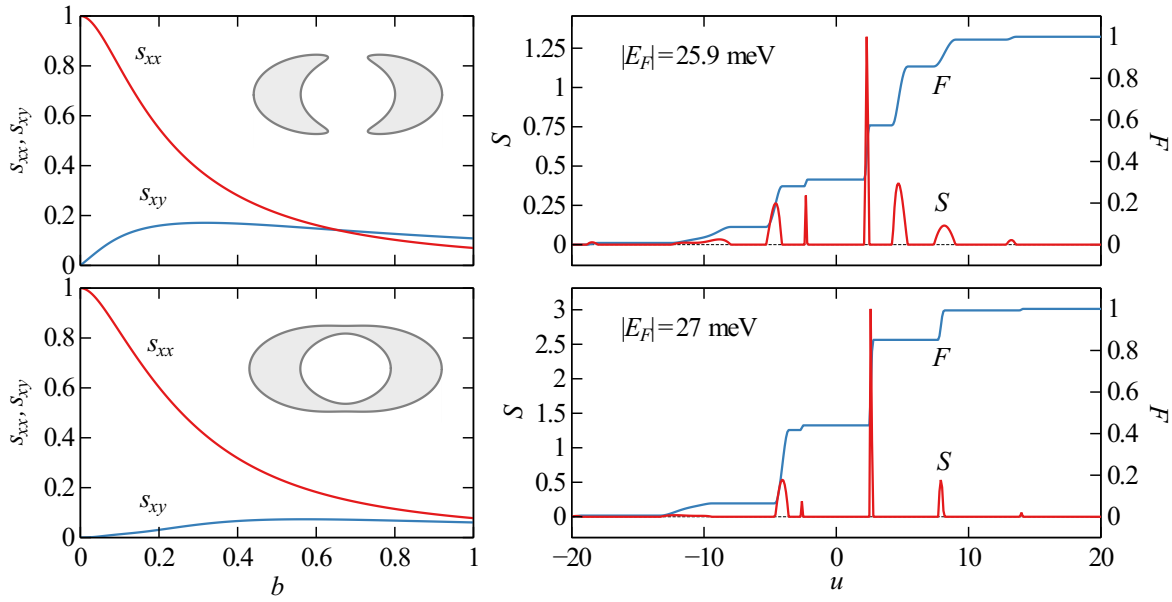 1
0.8
0.6
0.4
0.2
0
s_xx, s_xy
s_xx
s_xy
1.25
1
0.75
0.5
0.25
0
S
|E_F| = 25.9 meV
F
S
1
0.8
0.6
0.4
0.2
0
F
1
0.8
0.6
0.4
0.2
0
s_xx, s_xy
s_xx
s_xy
0 0.2 0.4 0.6 0.8 1
b
3
2.5
2
1.5
1
0.5
0
S
|E_F| = 27 meV
F
S
1
0.8
0.6
0.4
0.2
0
F
−20 −10 0 10 20
u